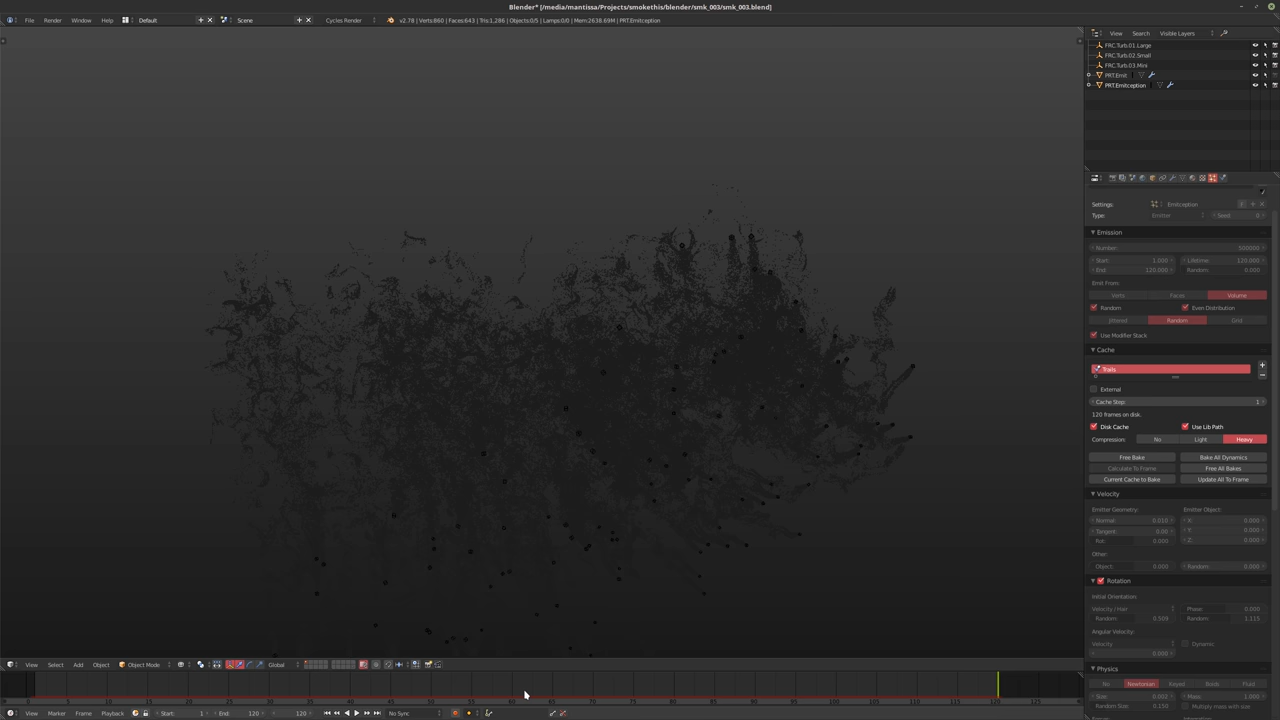 Blender* [/media/mantissa/Projects/smokethis/blender/smk_003/smk_003.blend]
File Render Window Help Default Scene Cycles Render v2.78 | Verts:860 | Faces:643 | Tris:1,286 | Objects:0/5 | Lamps:0/0 | Mem:2638.69M | PRT.Emitception
View Search Visible Layers
FRC.Turb.01.Large
FRC.Turb.02.Small
FRC.Turb.03.Mini
PRT.Emit
PRT.Emitception
Settings: Emitception
Type: Emitter Seed 0
Emission
Number: 500000
Start: 1.000 Lifetime: 120.000
End: 120.000 Random: 0.000
Emit From:
Verts Faces Volume
Random Even Distribution
Jittered Random Grid
Use Modifier Stack
Cache
Trails
External
Cache Step: 1
120 frames on disk.
Disk Cache Use Lib Path
Compression: No Light Heavy
Free Bake Bake All Dynamics
Calculate To Frame Free All Bakes
Current Cache to Bake Update All To Frame
Velocity
Emitter Geometry: Emitter Object:
Normal: 0.010 X: 0.000
Tangent: 0.00 Y: 0.000
Rot: 0.000 Z: 0.000
Other:
Object: 0.000 Random: 0.000
Rotation
Initial Orientation:
Velocity / Hair Phase: 0.000
Random: 0.509 Random: 1.115
Angular Velocity:
Velocity Dynamic
0.000
Physics
No Newtonian Keyed Boids Fluid
Size: 0.002 Mass: 1.000
Random Size: 0.150 Multiply mass with size
View Select Add Object Object Mode Global
View Marker Frame Playback Start: 1 End: 120 120 No Sync